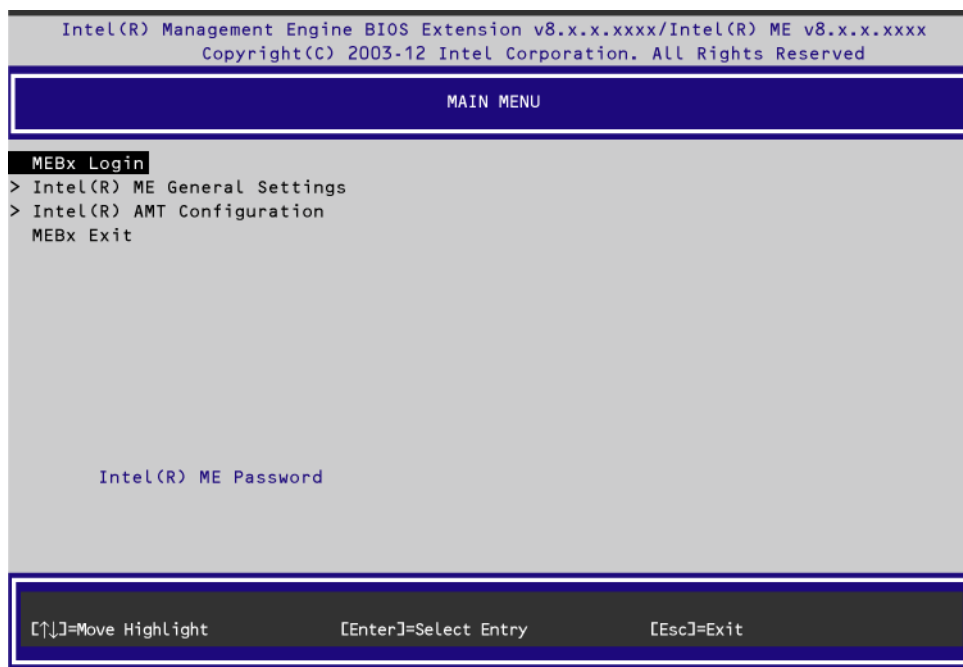 Intel(R) Management Engine BIOS Extension v8.x.x.xxxx/Intel(R) ME v8.x.x.xxxx
Copyright(C) 2003-12 Intel Corporation. All Rights Reserved
MAIN MENU
MEBx Login
> Intel(R) ME General Settings
> Intel(R) AMT Configuration
MEBx Exit
Intel(R) ME Password
[↑↓]=Move Highlight [Enter]=Select Entry [Esc]=Exit